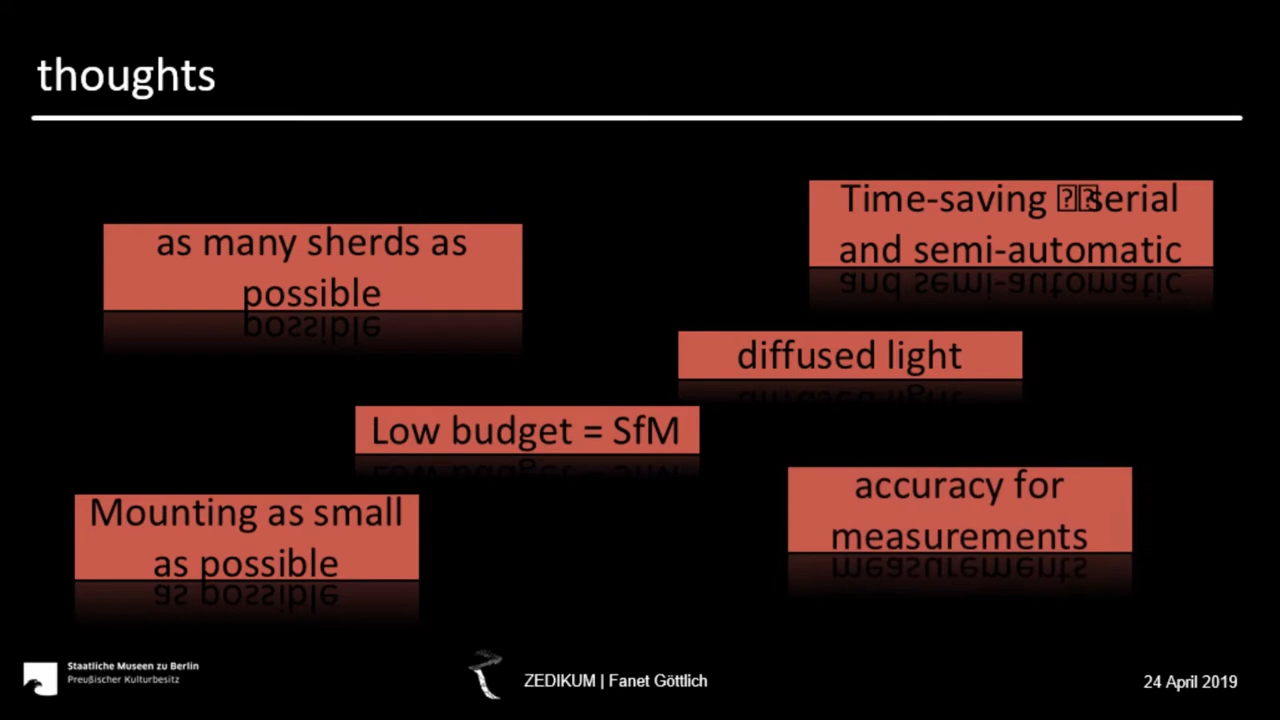 thoughts
as many sherds as
possible
Time-saving ⍰⍰serial
and semi-automatic
diffused light
Low budget = SfM
Mounting as small
as possible
accuracy for
measurements
Staatliche Museen zu Berlin
Preußischer Kulturbesitz
ZEDIKUM | Fanet Göttlich
24 April 2019